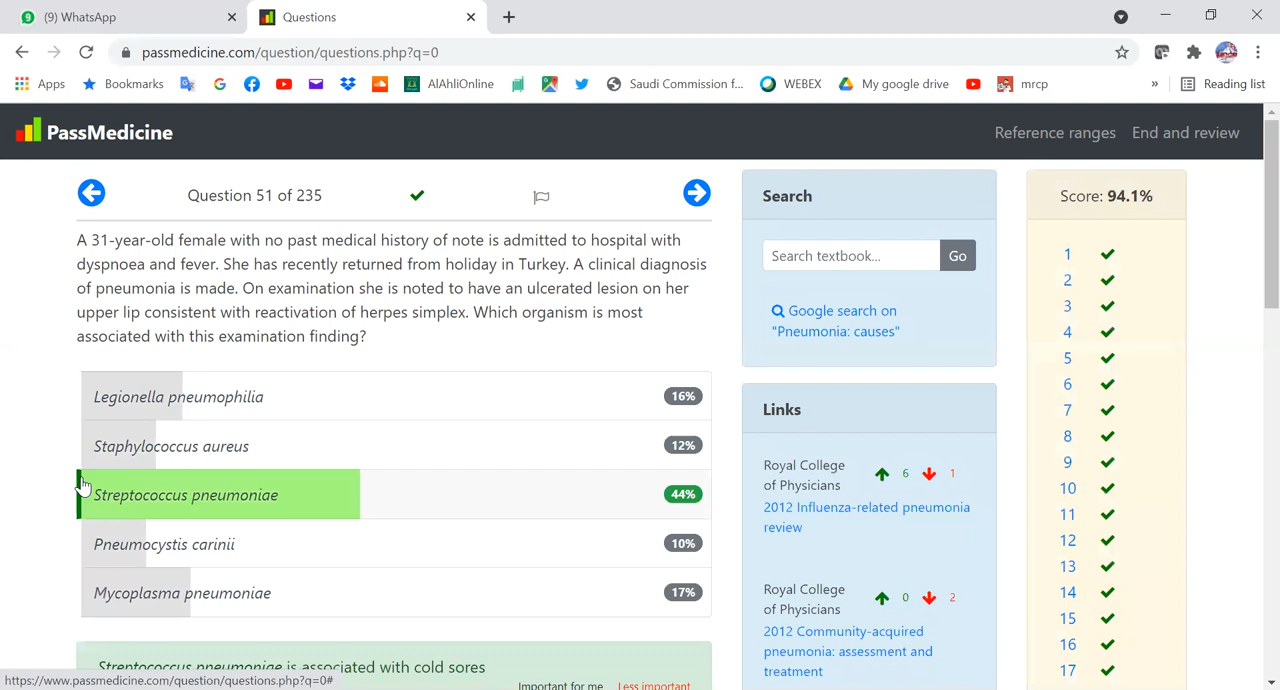 (9) WhatsApp
Questions
passmedicine.com/question/questions.php?q=0
Apps
Bookmarks
AlAhliOnline
Saudi Commission f...
WEBEX
My google drive
mrcp
»
Reading list
PassMedicine
Reference ranges
End and review
Question 51 of 235
A 31-year-old female with no past medical history of note is admitted to hospital with
dyspnoea and fever. She has recently returned from holiday in Turkey. A clinical diagnosis
of pneumonia is made. On examination she is noted to have an ulcerated lesion on her
upper lip consistent with reactivation of herpes simplex. Which organism is most
associated with this examination finding?
Legionella pneumophilia 16%
Staphylococcus aureus 12%
Streptococcus pneumoniae 44%
Pneumocystis carinii 10%
Mycoplasma pneumoniae 17%
Streptococcus pneumoniae is associated with cold sores
Important for me Less important
https://www.passmedicine.com/question/questions.php?q=0#
Search
Search textbook... Go
Google search on
"Pneumonia: causes"
Links
Royal College
of Physicians 6 1
2012 Influenza-related pneumonia
review
Royal College
of Physicians 0 2
2012 Community-acquired
pneumonia: assessment and
treatment
Score: 94.1%
1
2
3
4
5
6
7
8
9
10
11
12
13
14
15
16
17